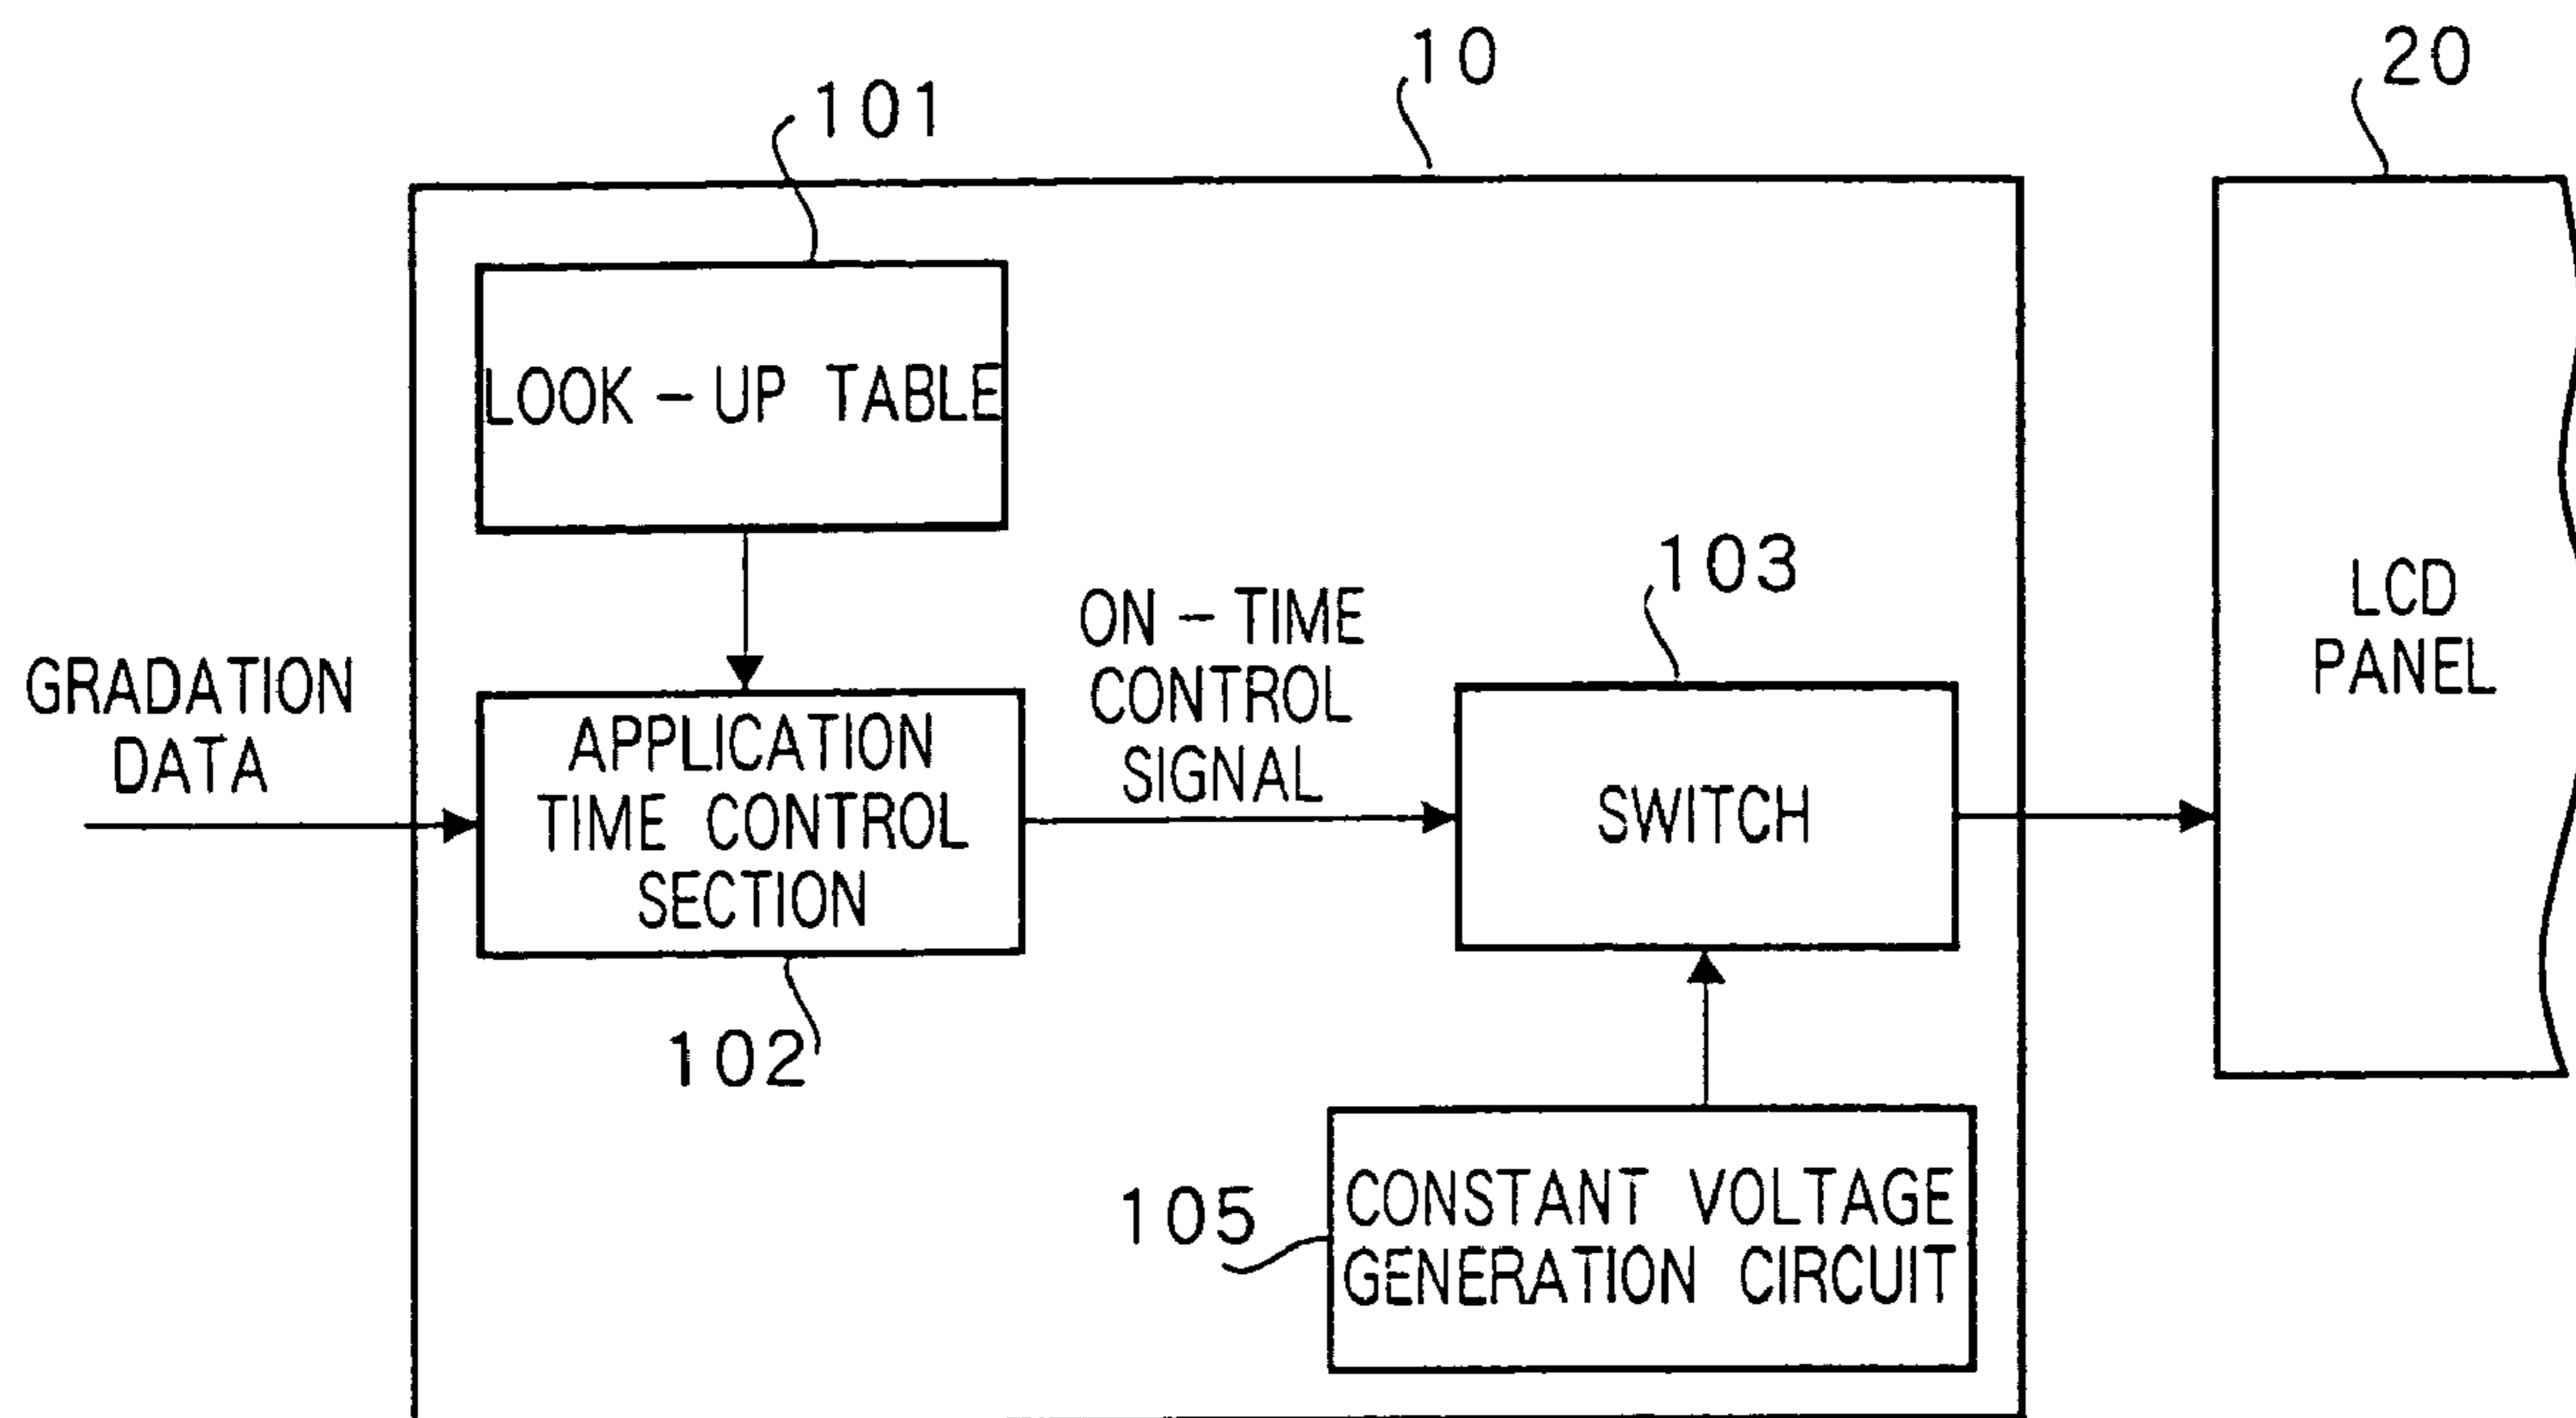 10
20
101
LOOK - UP TABLE
103
LCD
PANEL
ON - TIME
CONTROL
SIGNAL
GRADATION
DATA
APPLICATION
TIME CONTROL
SECTION
SWITCH
102
105
CONSTANT VOLTAGE
GENERATION CIRCUIT